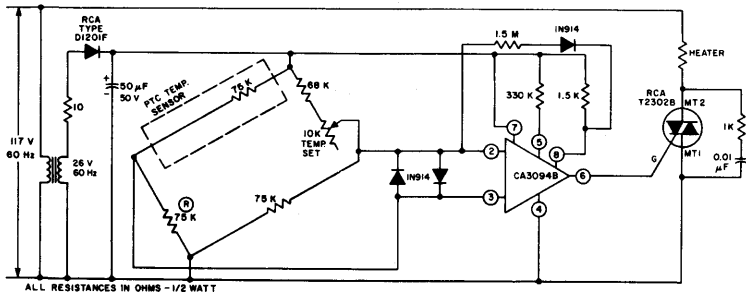 RCA
TYPE
D1201F
1.5 M
1N914
HEATER
117 V
60 Hz
10
+
-
50 µF
50 V
PTC TEMP.
SENSOR
76 K
68 K
10K
TEMP.
SET
330 K
1.5 K
RCA
T2302B
MT2
MT1
G
1K
0.01
µF
26 V
60 Hz
R
75 K
75 K
1N914
7
5
8
2
3
CA3094B
6
4
ALL RESISTANCES IN OHMS – 1/2 WATT